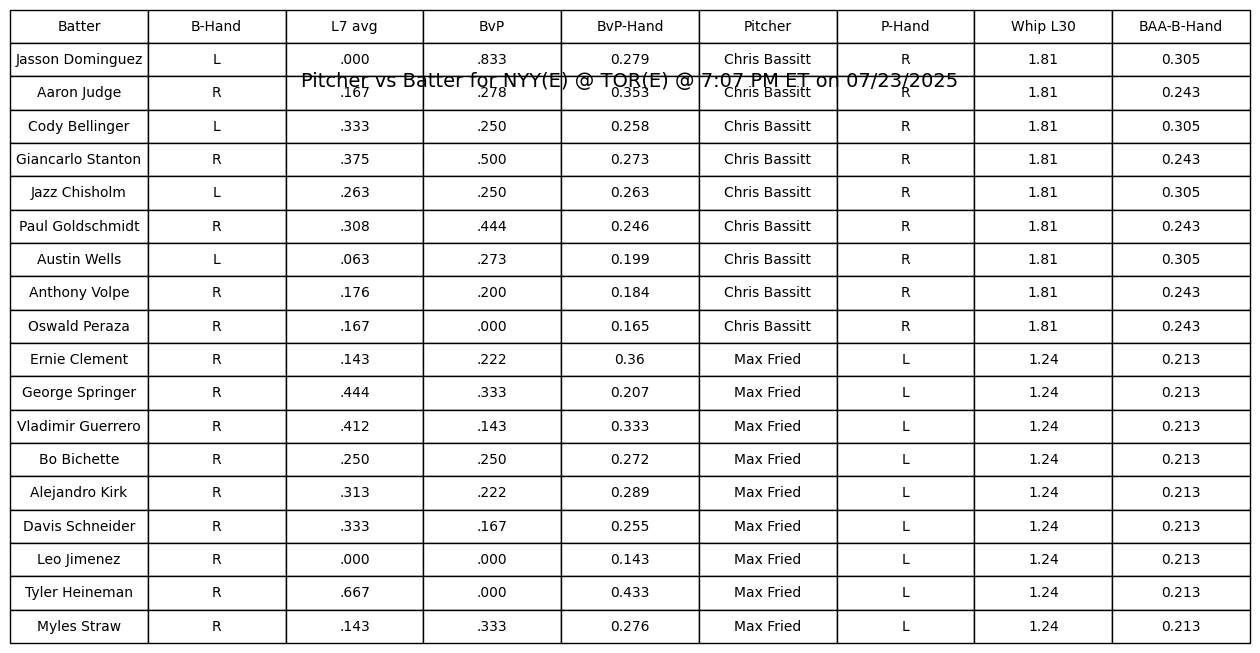 Batter B-Hand L7 avg BvP BvP-Hand Pitcher P-Hand Whip L30 BAA-B-Hand
Jasson Dominguez L .000 .833 0.279 Chris Bassitt R 1.81 0.305
Pitcher vs Batter for NYY(E) @ TOR(E) @ 7:07 PM ET on 07/23/2025
Aaron Judge R .167 .278 0.353 Chris Bassitt R 1.81 0.243
Cody Bellinger L .333 .250 0.258 Chris Bassitt R 1.81 0.305
Giancarlo Stanton R .375 .500 0.273 Chris Bassitt R 1.81 0.243
Jazz Chisholm L .263 .250 0.263 Chris Bassitt R 1.81 0.305
Paul Goldschmidt R .308 .444 0.246 Chris Bassitt R 1.81 0.243
Austin Wells L .063 .273 0.199 Chris Bassitt R 1.81 0.305
Anthony Volpe R .176 .200 0.184 Chris Bassitt R 1.81 0.243
Oswald Peraza R .167 .000 0.165 Chris Bassitt R 1.81 0.243
Ernie Clement R .143 .222 0.36 Max Fried L 1.24 0.213
George Springer R .444 .333 0.207 Max Fried L 1.24 0.213
Vladimir Guerrero R .412 .143 0.333 Max Fried L 1.24 0.213
Bo Bichette R .250 .250 0.272 Max Fried L 1.24 0.213
Alejandro Kirk R .313 .222 0.289 Max Fried L 1.24 0.213
Davis Schneider R .333 .167 0.255 Max Fried L 1.24 0.213
Leo Jimenez R .000 .000 0.143 Max Fried L 1.24 0.213
Tyler Heineman R .667 .000 0.433 Max Fried L 1.24 0.213
Myles Straw R .143 .333 0.276 Max Fried L 1.24 0.213